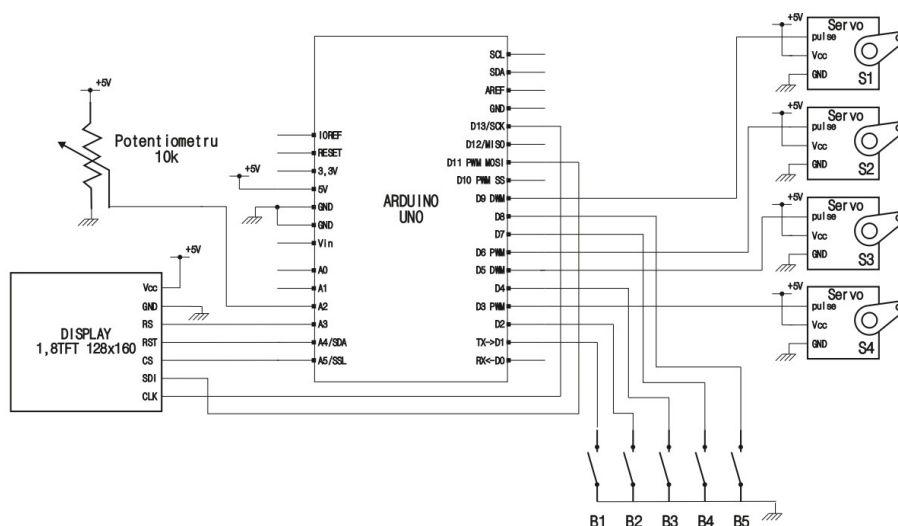 +5V
Potentiometru
10k
IOREF
RESET
3,3V
+5V
5V
GND
GND
Vin
A0
A1
A2
A3
A4/SDA
A5/SSL
ARDUINO
UNO
SCL
SDA
AREF
GND
D13/SCK
D12/MISO
D11 PWM MOSI
D10 PWM SS
D9 DWM
D8
D7
D6 PWM
D5 DWM
D4
D3 PWM
D2
TX->D1
RX<-D0
DISPLAY
1,8TFT 128x160
+5V
Vcc
GND
RS
RST
CS
SDI
CLK
+5V
Servo
pulse
Vcc
GND
S1
+5V
Servo
pulse
Vcc
GND
S2
+5V
Servo
pulse
Vcc
GND
S3
+5V
Servo
pulse
Vcc
GND
S4
B1 B2 B3 B4 B5